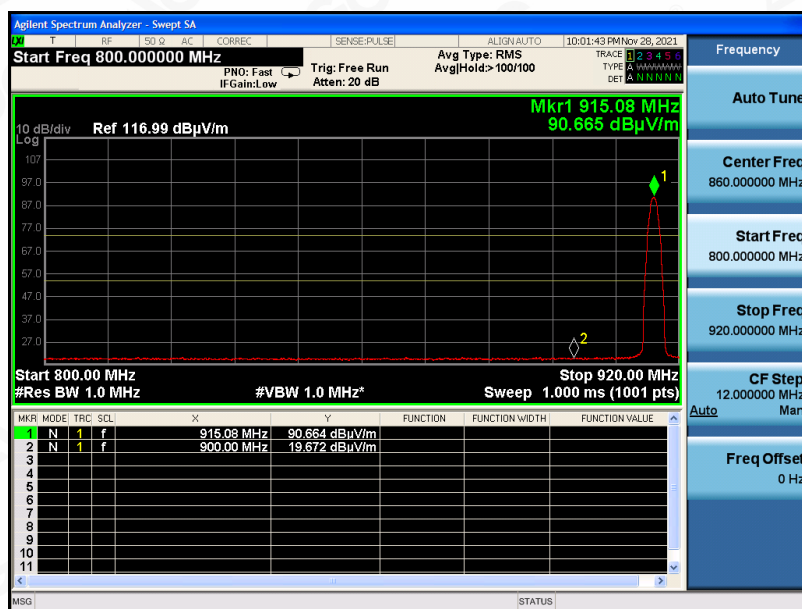 Agilent Spectrum Analyzer - Swept SA
LXI T RF 50 Ω AC CORREC SENSE:PULSE ALIGN AUTO 10:01:43 PM Nov 28, 2021
Start Freq 800.000000 MHz
PNO: Fast
IFGain:Low
Trig: Free Run
Atten: 20 dB
Avg Type: RMS
Avg|Hold:>100/100
TRACE 1 2 3 4 5 6
TYPE A WWWWW
DET A N N N N N
Mkr1 915.08 MHz
90.665 dBµV/m
10 dB/div Ref 116.99 dBµV/m
Log
107
97.0
87.0
77.0
67.0
57.0
47.0
37.0
27.0
1
2
Start 800.00 MHz Stop 920.00 MHz
#Res BW 1.0 MHz #VBW 1.0 MHz* Sweep 1.000 ms (1001 pts)
MKR MODE TRC SCL X Y FUNCTION FUNCTION WIDTH FUNCTION VALUE
1 N 1 f 915.08 MHz 90.664 dBµV/m
2 N 1 f 900.00 MHz 19.672 dBµV/m
3
4
5
6
7
8
9
10
11
MSG STATUS
Frequency
Auto Tune
Center Freq
860.000000 MHz
Start Freq
800.000000 MHz
Stop Freq
920.000000 MHz
CF Step
12.000000 MHz
Auto Man
Freq Offset
0 Hz